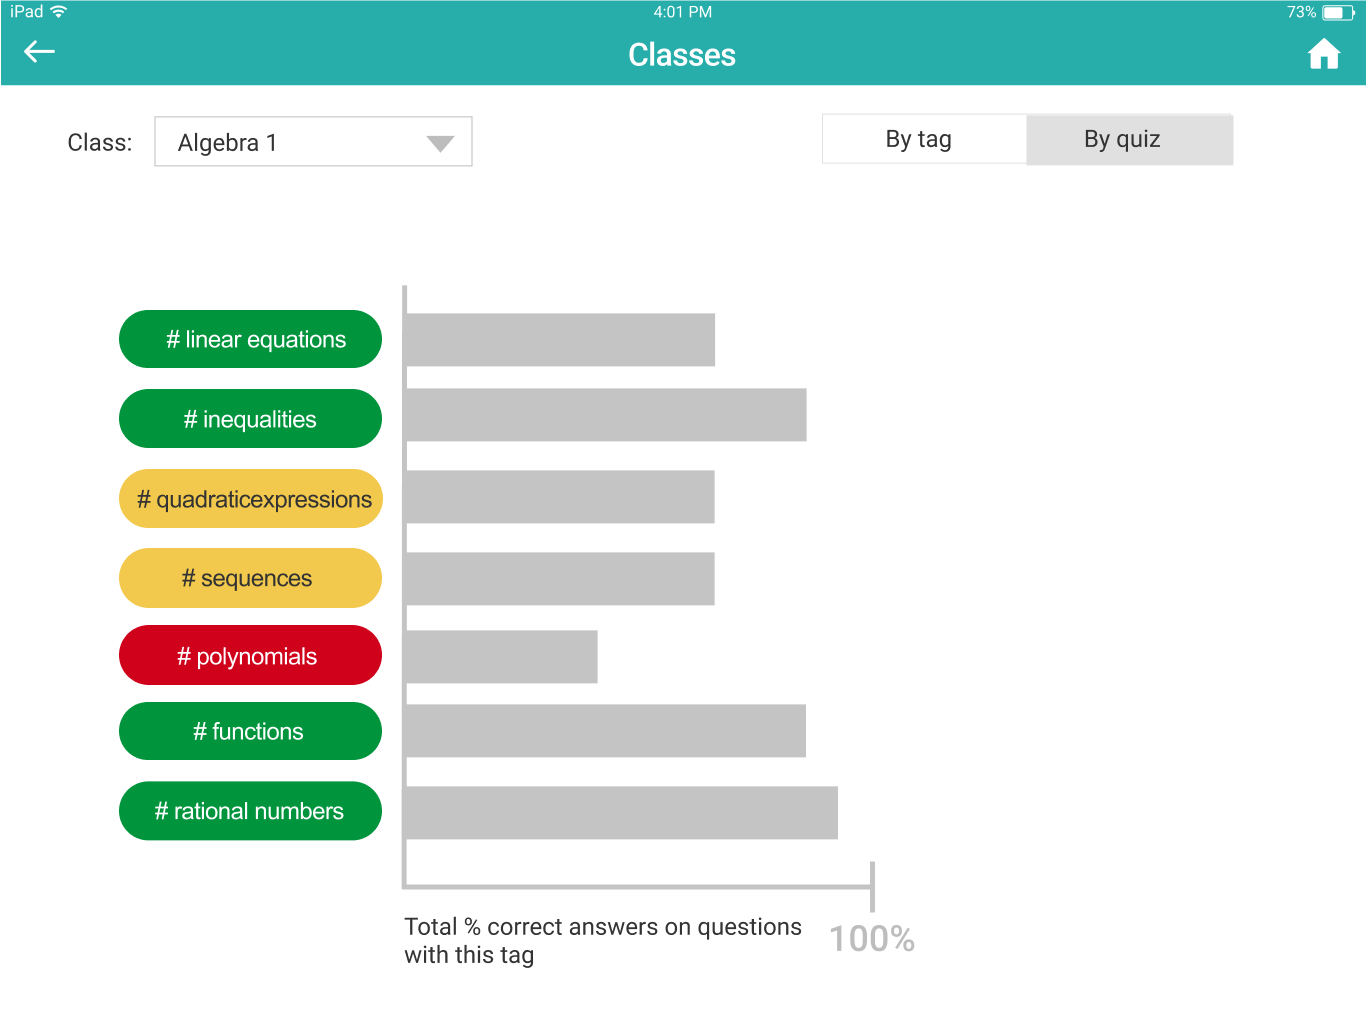 iPad 4:01 PM 73%
Classes
Class: Algebra 1 By tag By quiz
# linear equations
# inequalities
# quadraticexpressions
# sequences
# polynomials
# functions
# rational numbers
Total % correct answers on questions
with this tag
100%